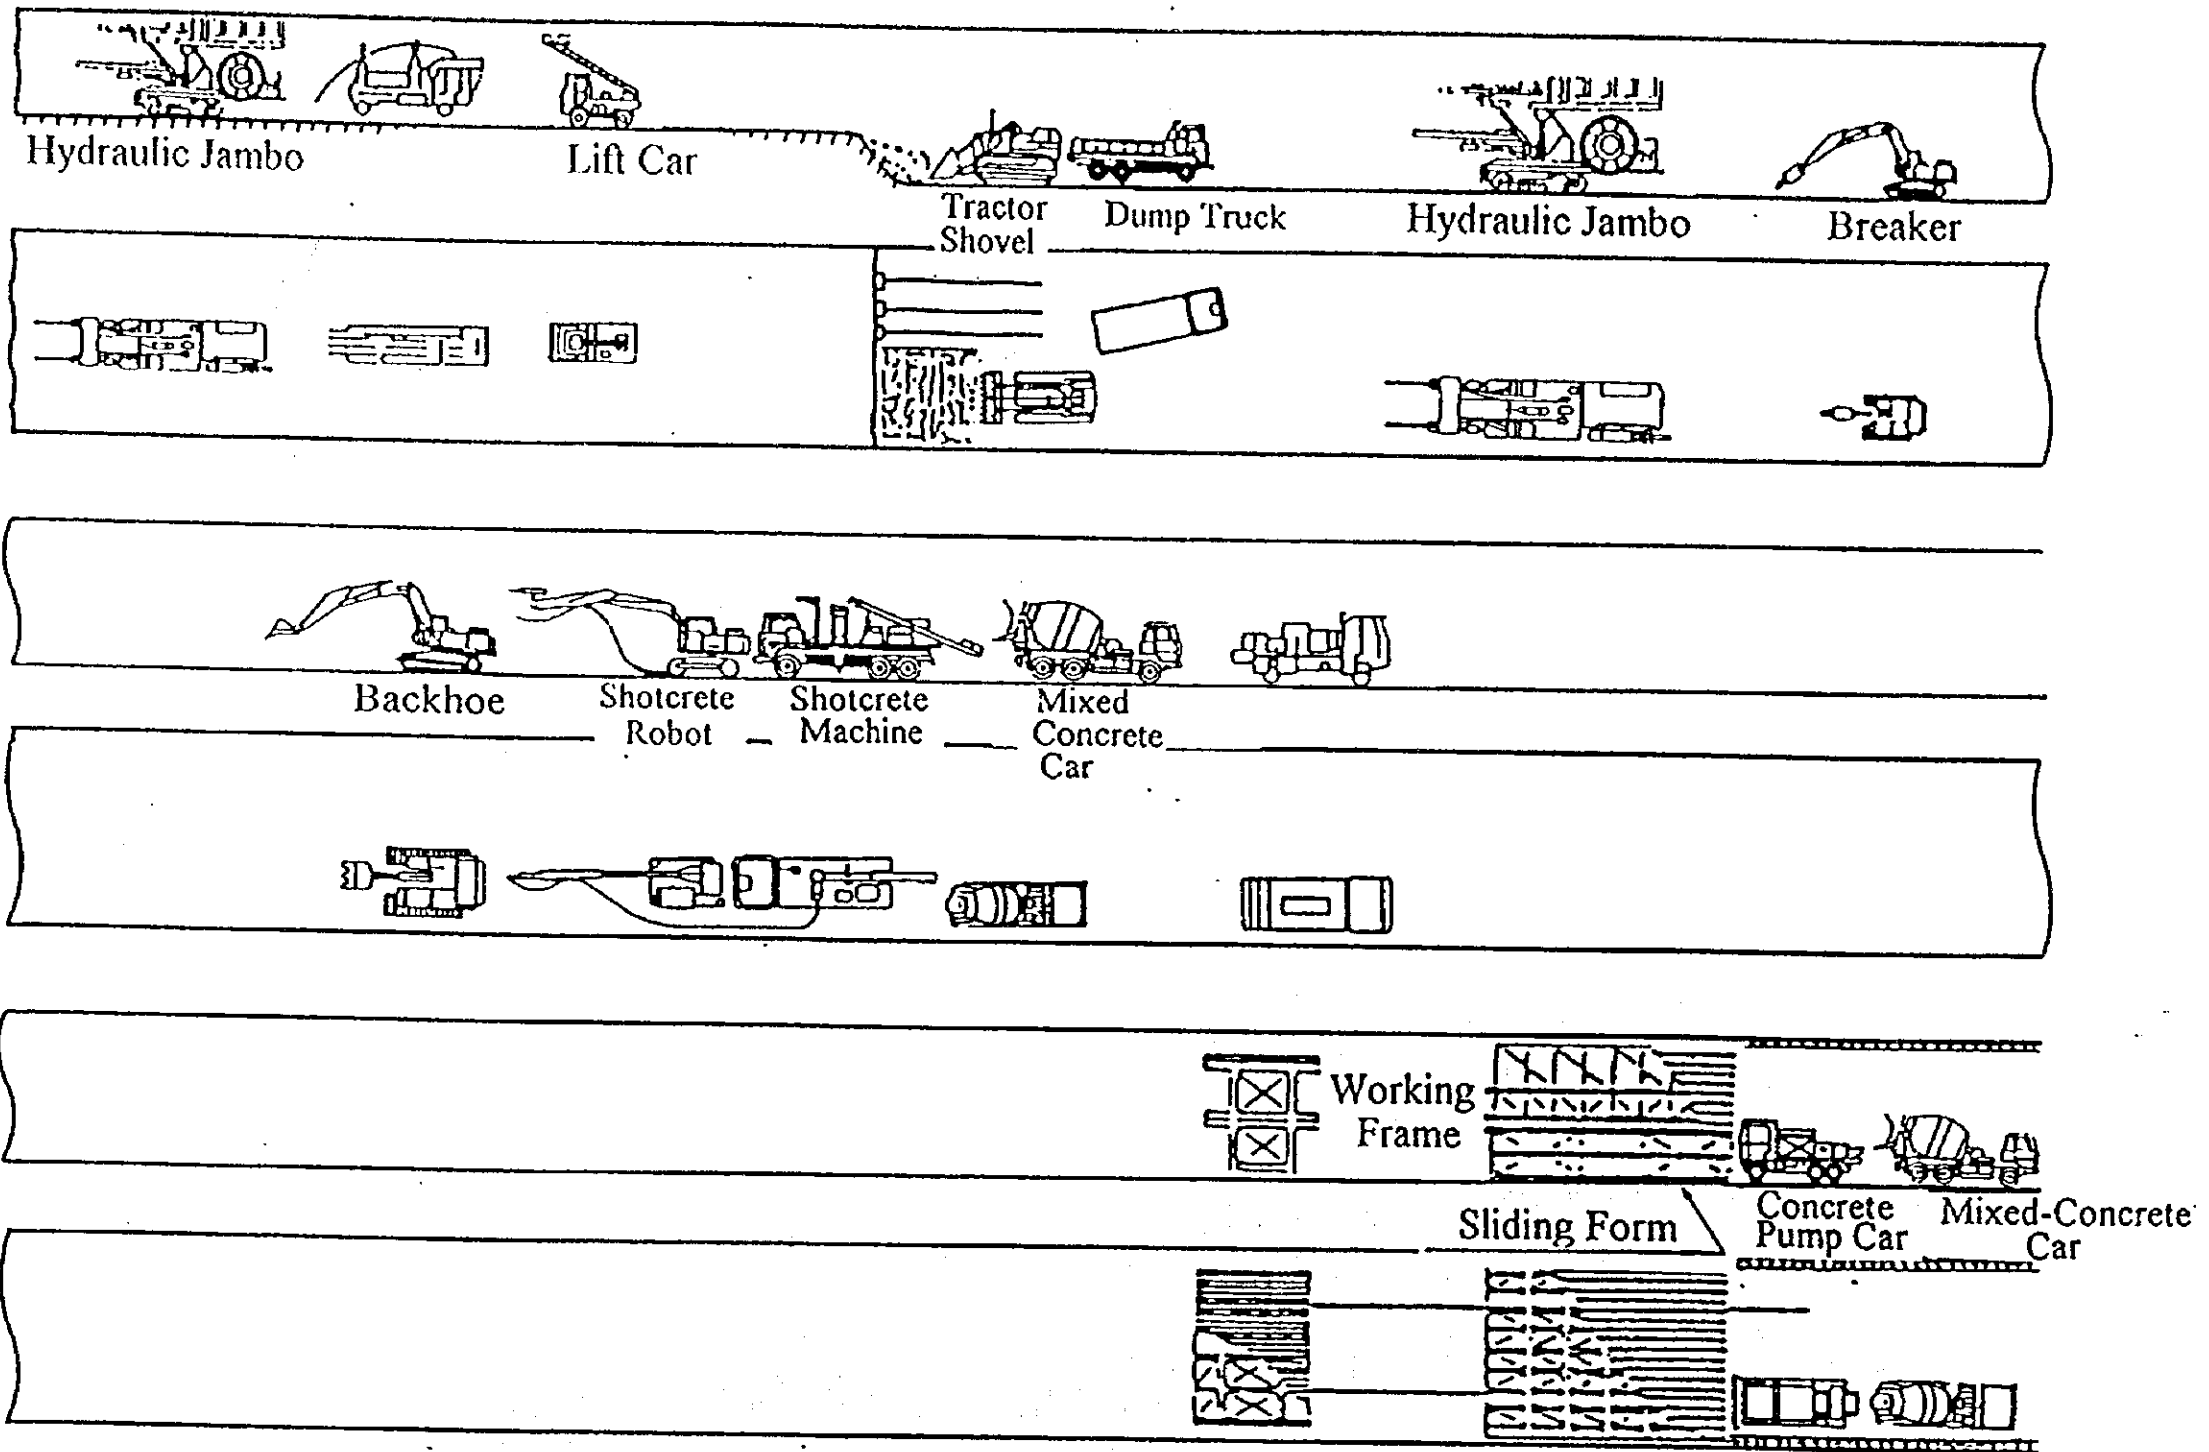 Hydraulic Jambo
Lift Car
Tractor
Shovel
Dump Truck
Hydraulic Jambo
Breaker
Backhoe
Shotcrete
Robot
Shotcrete
Machine
Mixed
Concrete
Car
Working
Frame
Sliding Form
Concrete
Pump Car
Mixed-Concrete
Car